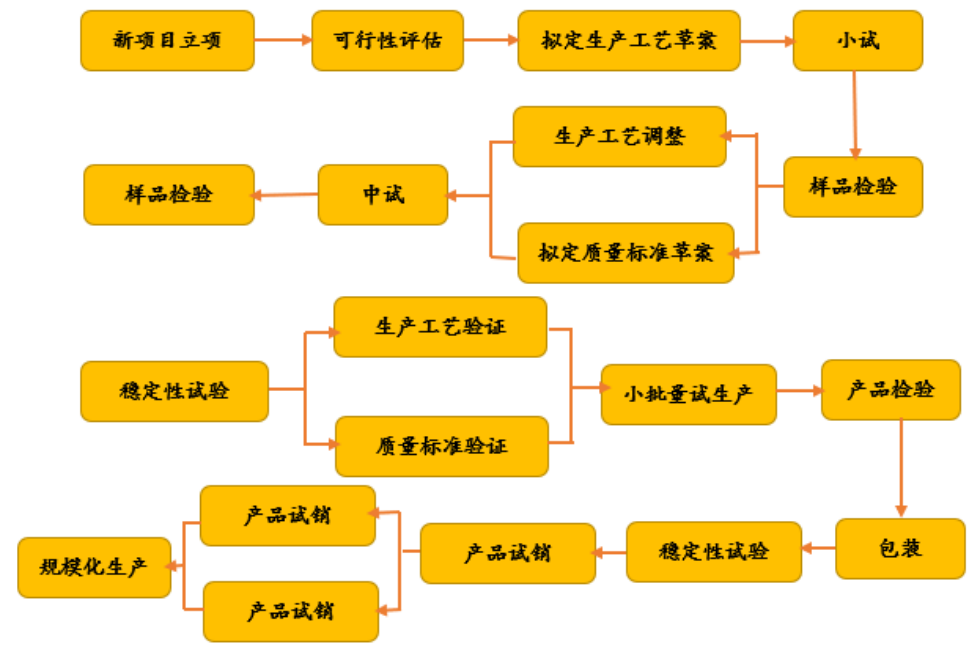 新项目立项
可行性评估
拟定生产工艺草案
小试
样品检验
生产工艺调整
拟定质量标准草案
中试
样品检验
稳定性试验
生产工艺验证
质量标准验证
小批量试生产
产品检验
包装
稳定性试验
产品试销
产品试销
产品试销
规模化生产